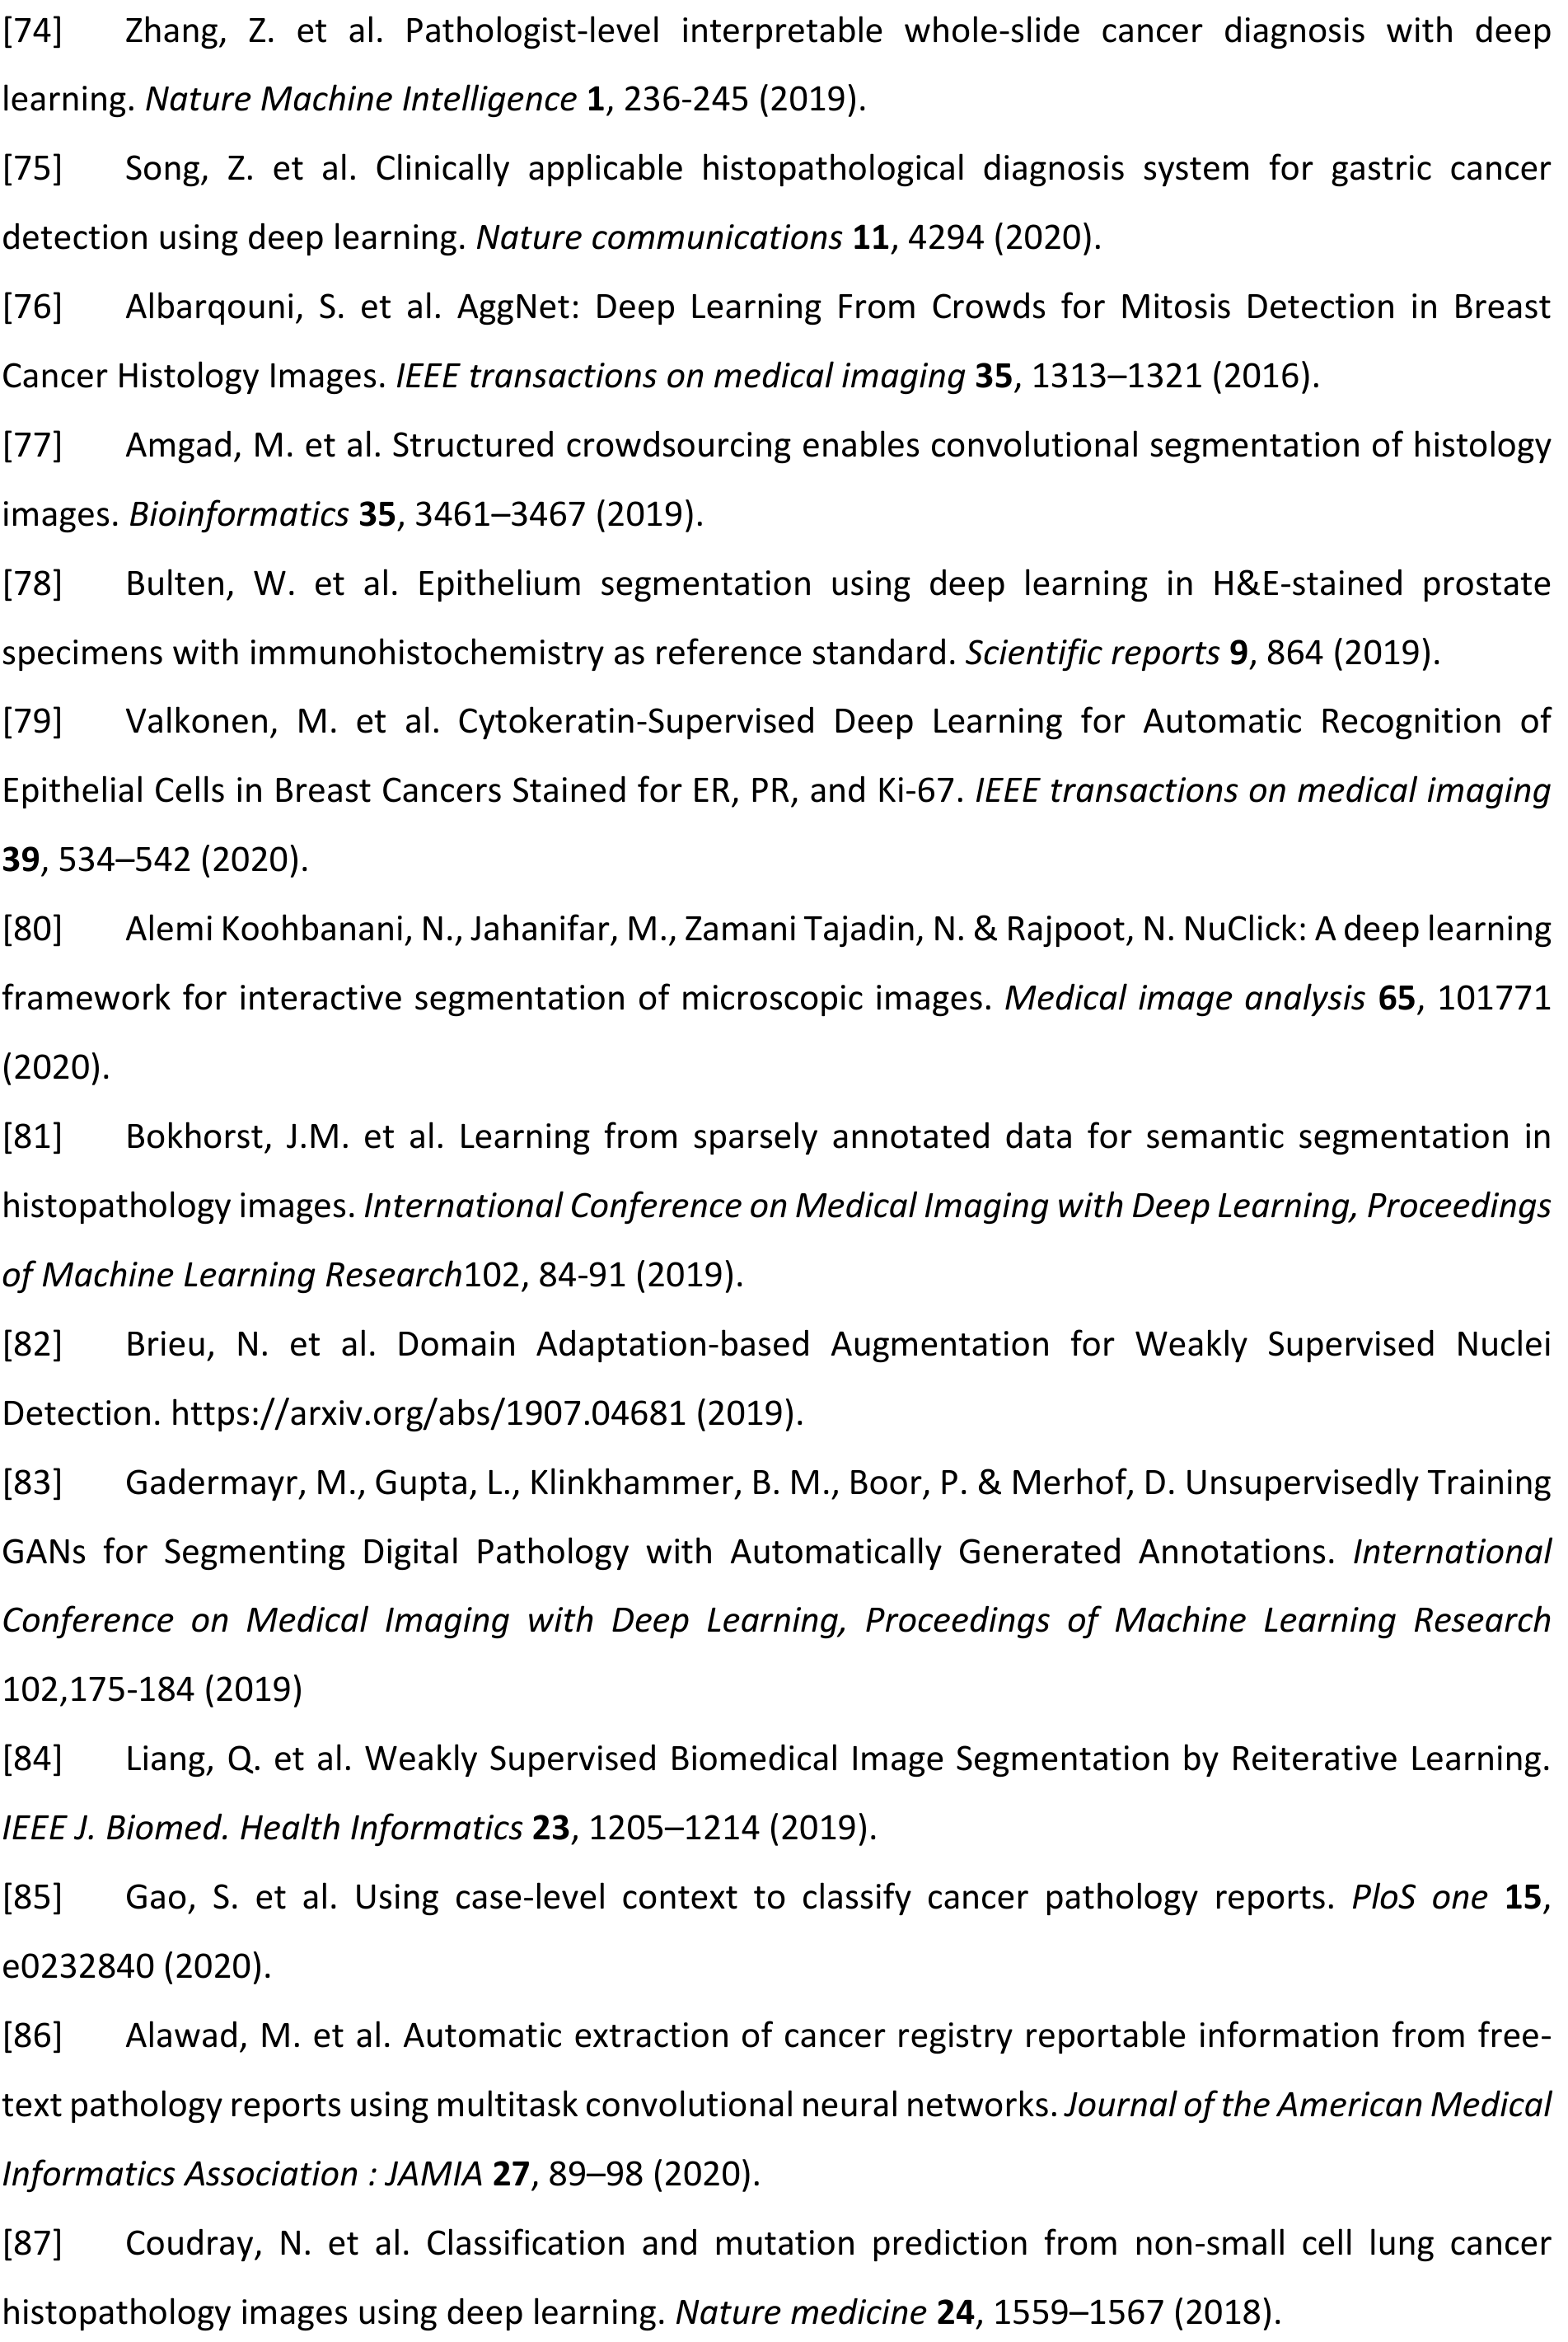 [74] Zhang, Z. et al. Pathologist-level interpretable whole-slide cancer diagnosis with deep
learning. Nature Machine Intelligence 1, 236-245 (2019).
[75] Song, Z. et al. Clinically applicable histopathological diagnosis system for gastric cancer
detection using deep learning. Nature communications 11, 4294 (2020).
[76] Albarqouni, S. et al. AggNet: Deep Learning From Crowds for Mitosis Detection in Breast
Cancer Histology Images. IEEE transactions on medical imaging 35, 1313–1321 (2016).
[77] Amgad, M. et al. Structured crowdsourcing enables convolutional segmentation of histology
images. Bioinformatics 35, 3461–3467 (2019).
[78] Bulten, W. et al. Epithelium segmentation using deep learning in H&E-stained prostate
specimens with immunohistochemistry as reference standard. Scientific reports 9, 864 (2019).
[79] Valkonen, M. et al. Cytokeratin-Supervised Deep Learning for Automatic Recognition of
Epithelial Cells in Breast Cancers Stained for ER, PR, and Ki-67. IEEE transactions on medical imaging
39, 534–542 (2020).
[80] Alemi Koohbanani, N., Jahanifar, M., Zamani Tajadin, N. & Rajpoot, N. NuClick: A deep learning
framework for interactive segmentation of microscopic images. Medical image analysis 65, 101771
(2020).
[81] Bokhorst, J.M. et al. Learning from sparsely annotated data for semantic segmentation in
histopathology images. International Conference on Medical Imaging with Deep Learning, Proceedings
of Machine Learning Research102, 84-91 (2019).
[82] Brieu, N. et al. Domain Adaptation-based Augmentation for Weakly Supervised Nuclei
Detection. https://arxiv.org/abs/1907.04681 (2019).
[83] Gadermayr, M., Gupta, L., Klinkhammer, B. M., Boor, P. & Merhof, D. Unsupervisedly Training
GANs for Segmenting Digital Pathology with Automatically Generated Annotations. International
Conference on Medical Imaging with Deep Learning, Proceedings of Machine Learning Research
102,175-184 (2019)
[84] Liang, Q. et al. Weakly Supervised Biomedical Image Segmentation by Reiterative Learning.
IEEE J. Biomed. Health Informatics 23, 1205–1214 (2019).
[85] Gao, S. et al. Using case-level context to classify cancer pathology reports. PloS one 15,
e0232840 (2020).
[86] Alawad, M. et al. Automatic extraction of cancer registry reportable information from free-
text pathology reports using multitask convolutional neural networks. Journal of the American Medical
Informatics Association : JAMIA 27, 89–98 (2020).
[87] Coudray, N. et al. Classification and mutation prediction from non-small cell lung cancer
histopathology images using deep learning. Nature medicine 24, 1559–1567 (2018).